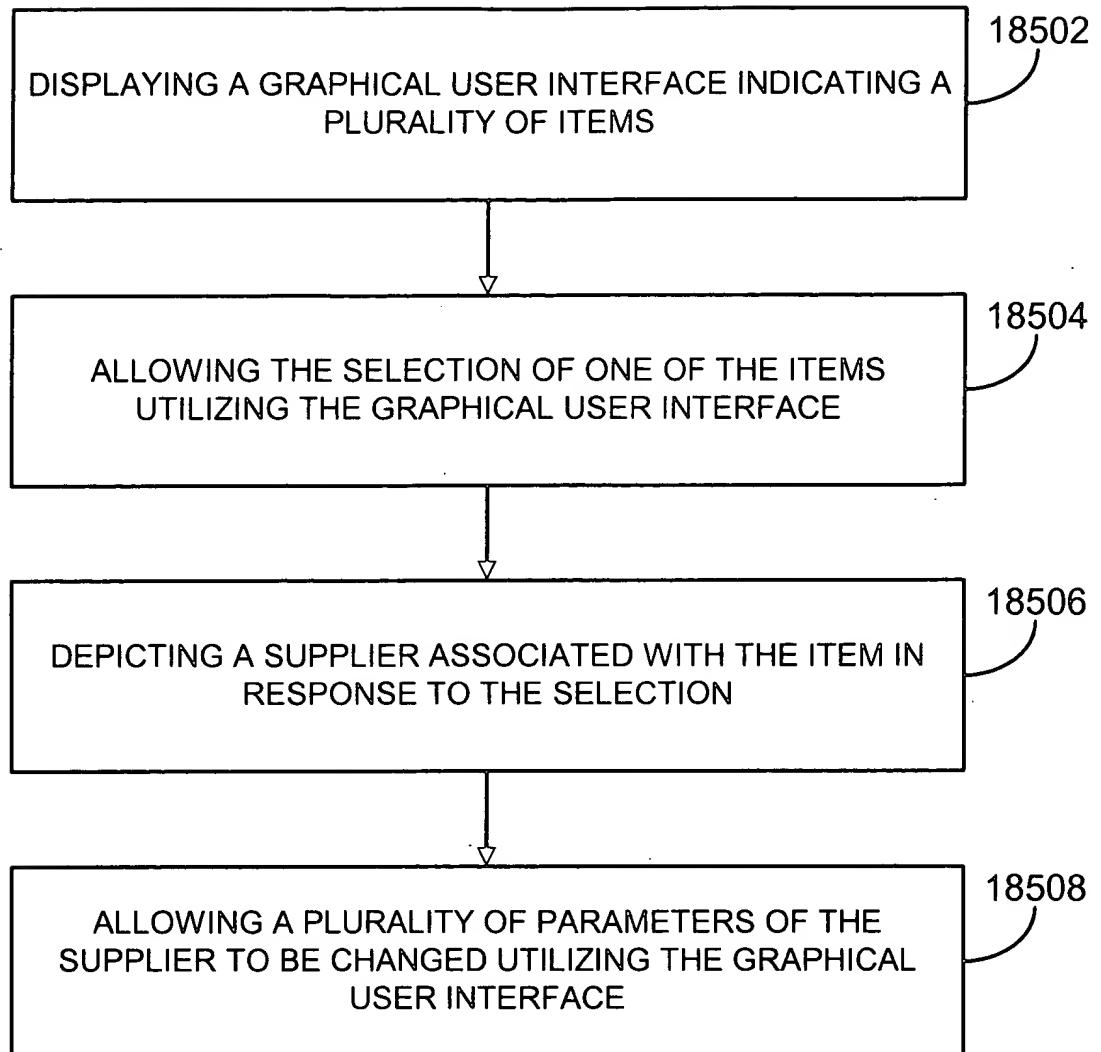 18502
DISPLAYING A GRAPHICAL USER INTERFACE INDICATING A
PLURALITY OF ITEMS
18504
ALLOWING THE SELECTION OF ONE OF THE ITEMS
UTILIZING THE GRAPHICAL USER INTERFACE
18506
DEPICTING A SUPPLIER ASSOCIATED WITH THE ITEM IN
RESPONSE TO THE SELECTION
18508
ALLOWING A PLURALITY OF PARAMETERS OF THE
SUPPLIER TO BE CHANGED UTILIZING THE GRAPHICAL
USER INTERFACE